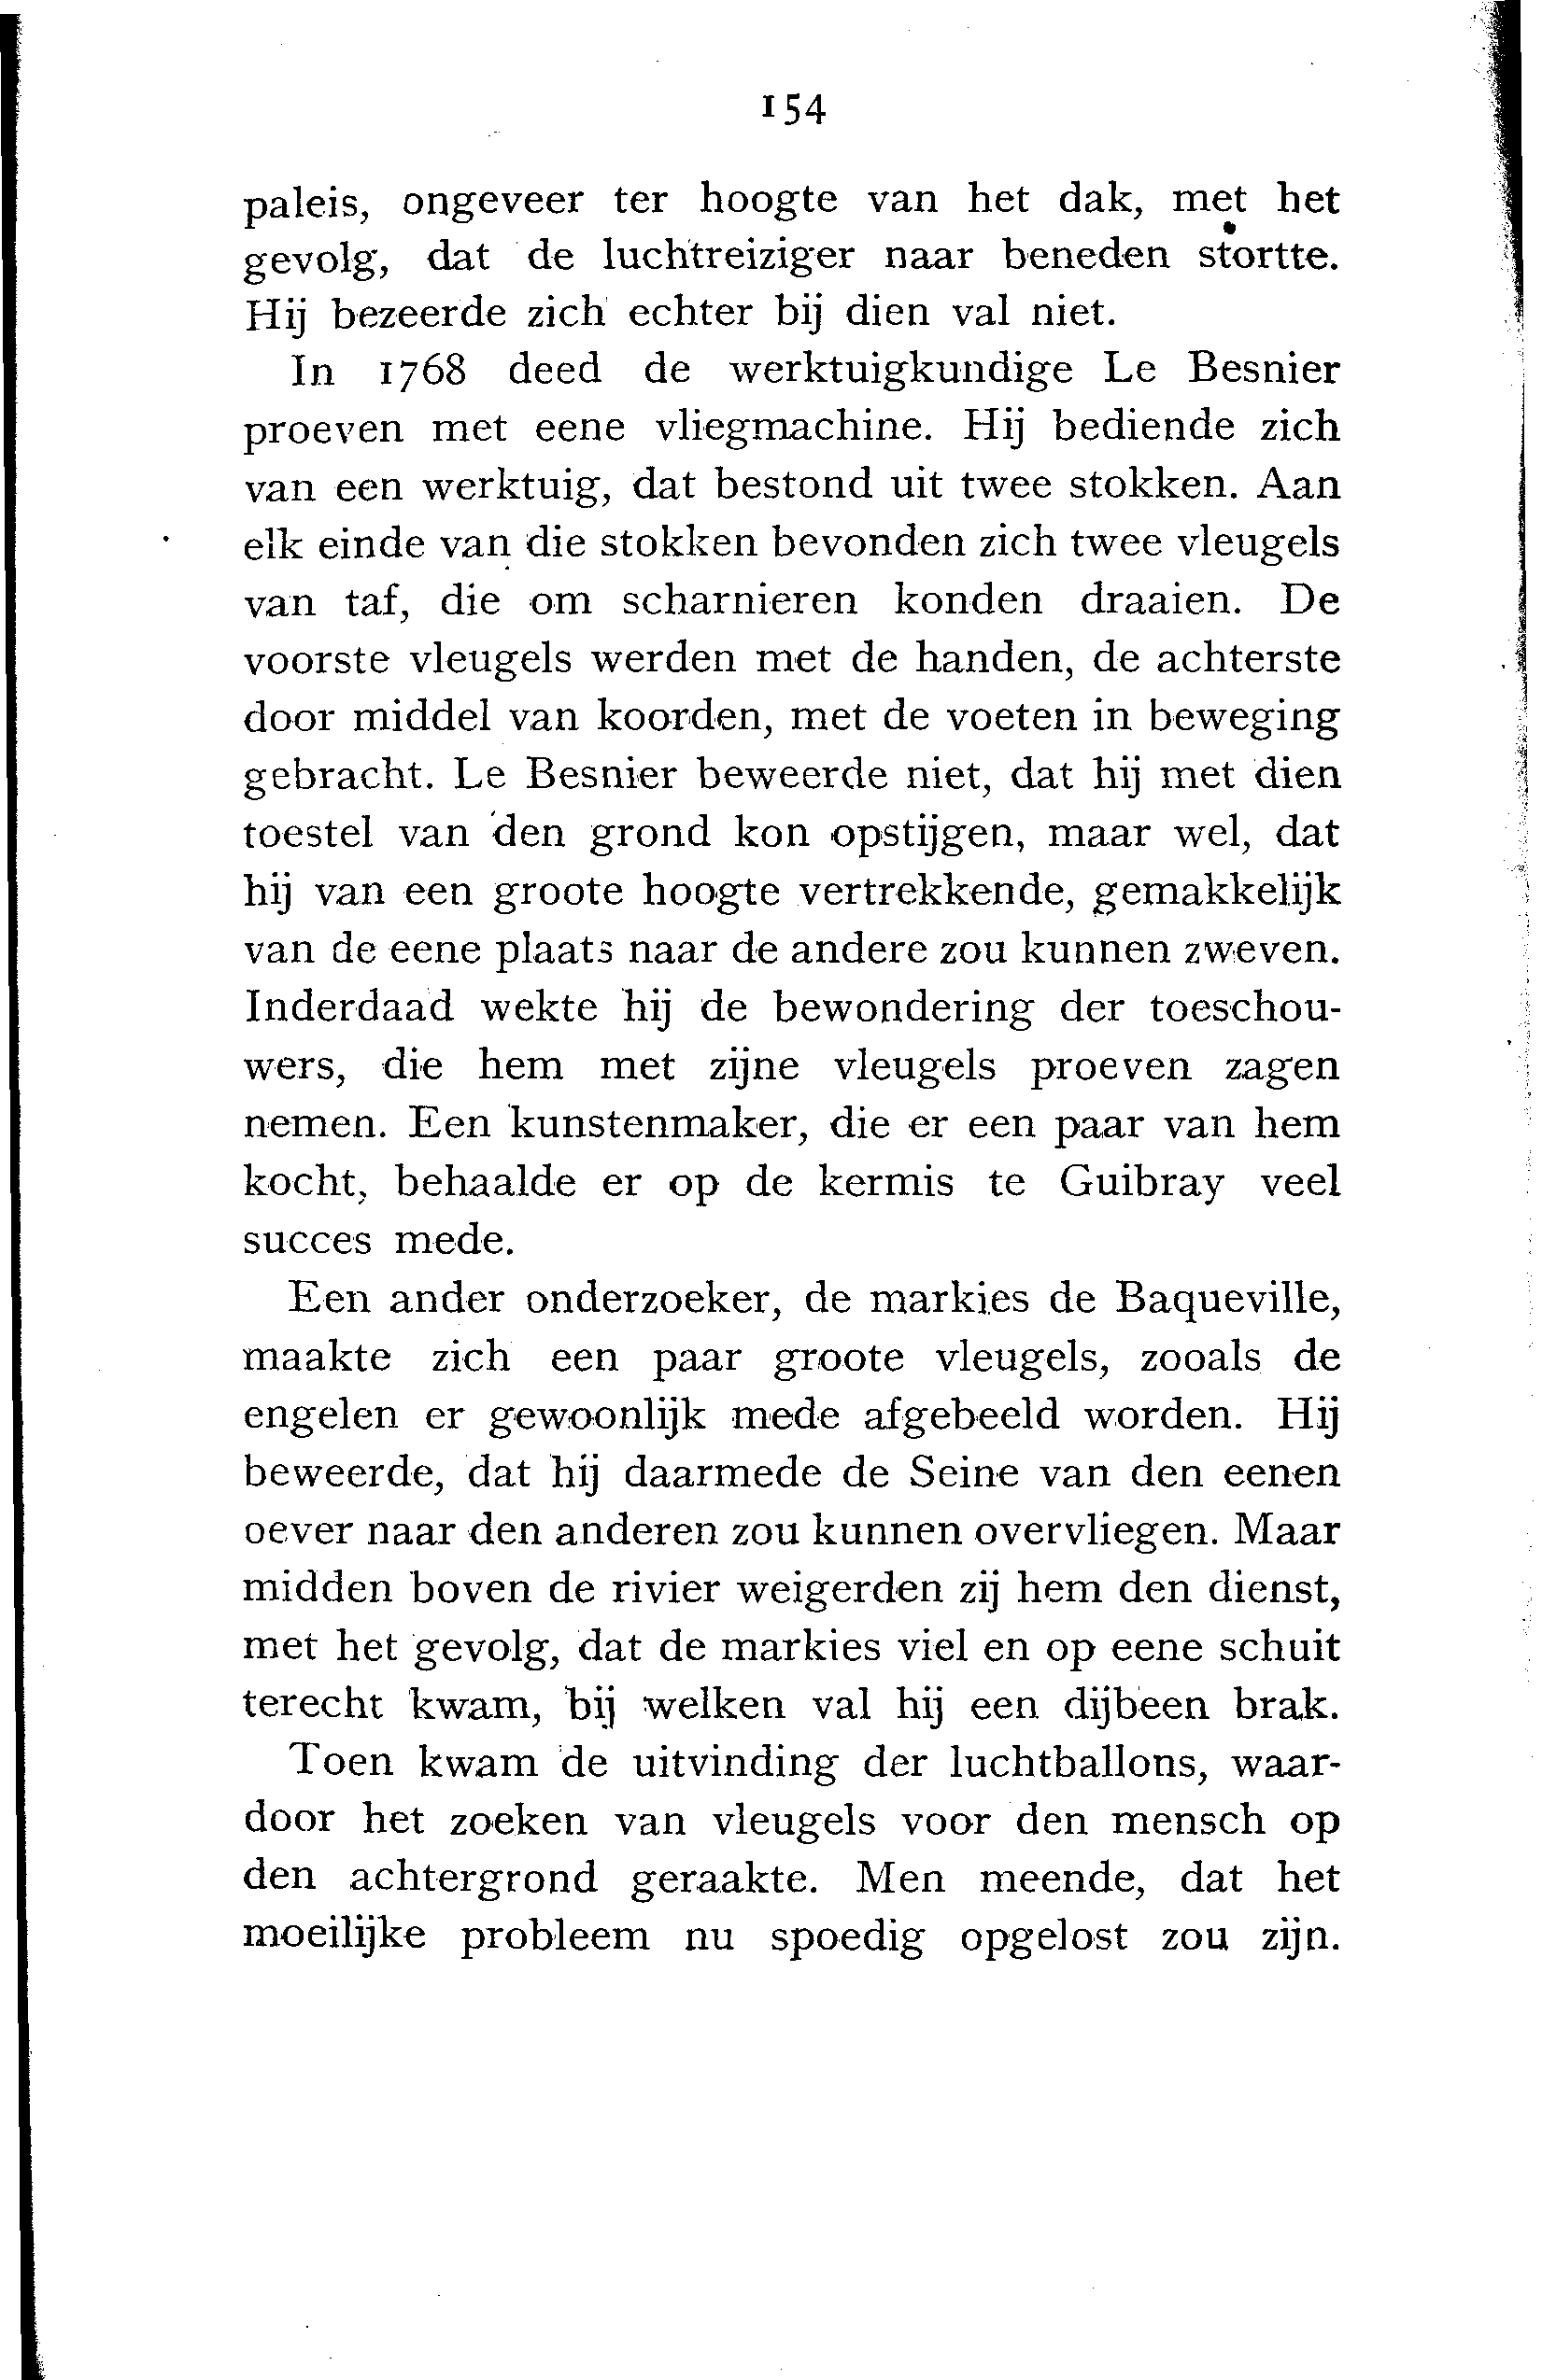 154
paleis, ongeveer ter hoogte van het dak, met het
gevolg, dat de luchtreiziger naar beneden stortte.
Hij bezeerde zich echter bij dien val niet.
In 1768 deed de werktuigkundige Le Besnier
proeven met eene vliegmachine. Hij bediende zich
van een werktuig, dat bestond uit twee stokken. Aan
elk einde van die stokken bevonden zich twee vleugels
van taf, die om scharnieren konden draaien. De
voorste vleugels werden met de handen, de achterste
door middel van koorden, met de voeten in beweging
gebracht. Le Besnier beweerde niet, dat hij met dien
toestel van den grond kon opstijgen, maar wel, dat
hij van een groote hoogte vertrekkende, gemakkelijk
van de eene plaats naar de andere zou kunnen zweven.
Inderdaad wekte hij de bewondering der toeschou-
wers, die hem met zijne vleugels proeven zagen
nemen. Een kunstenmaker, die er een paar van hem
kocht, behaalde er op de kermis te Guibray veel
succes mede.
Een ander onderzoeker, de markies de Baqueville,
maakte zich een paar groote vleugels, zooals de
engelen er gewoonlijk mede afgebeeld worden. Hij
beweerde, dat hij daarmede de Seine van den eenen
oever naar den anderen zou kunnen overvliegen. Maar
midden boven de rivier weigerden zij hem den dienst,
met het gevolg, dat de markies viel en op eene schuit
terecht kwam, bij welken val hij een dijbeen brak.
Toen kwam de uitvinding der luchtballons, waar-
door het zoeken van vleugels voor den mensch op
den achtergrond geraakte. Men meende, dat het
moeilijke probleem nu spoedig opgelost zou zijn.